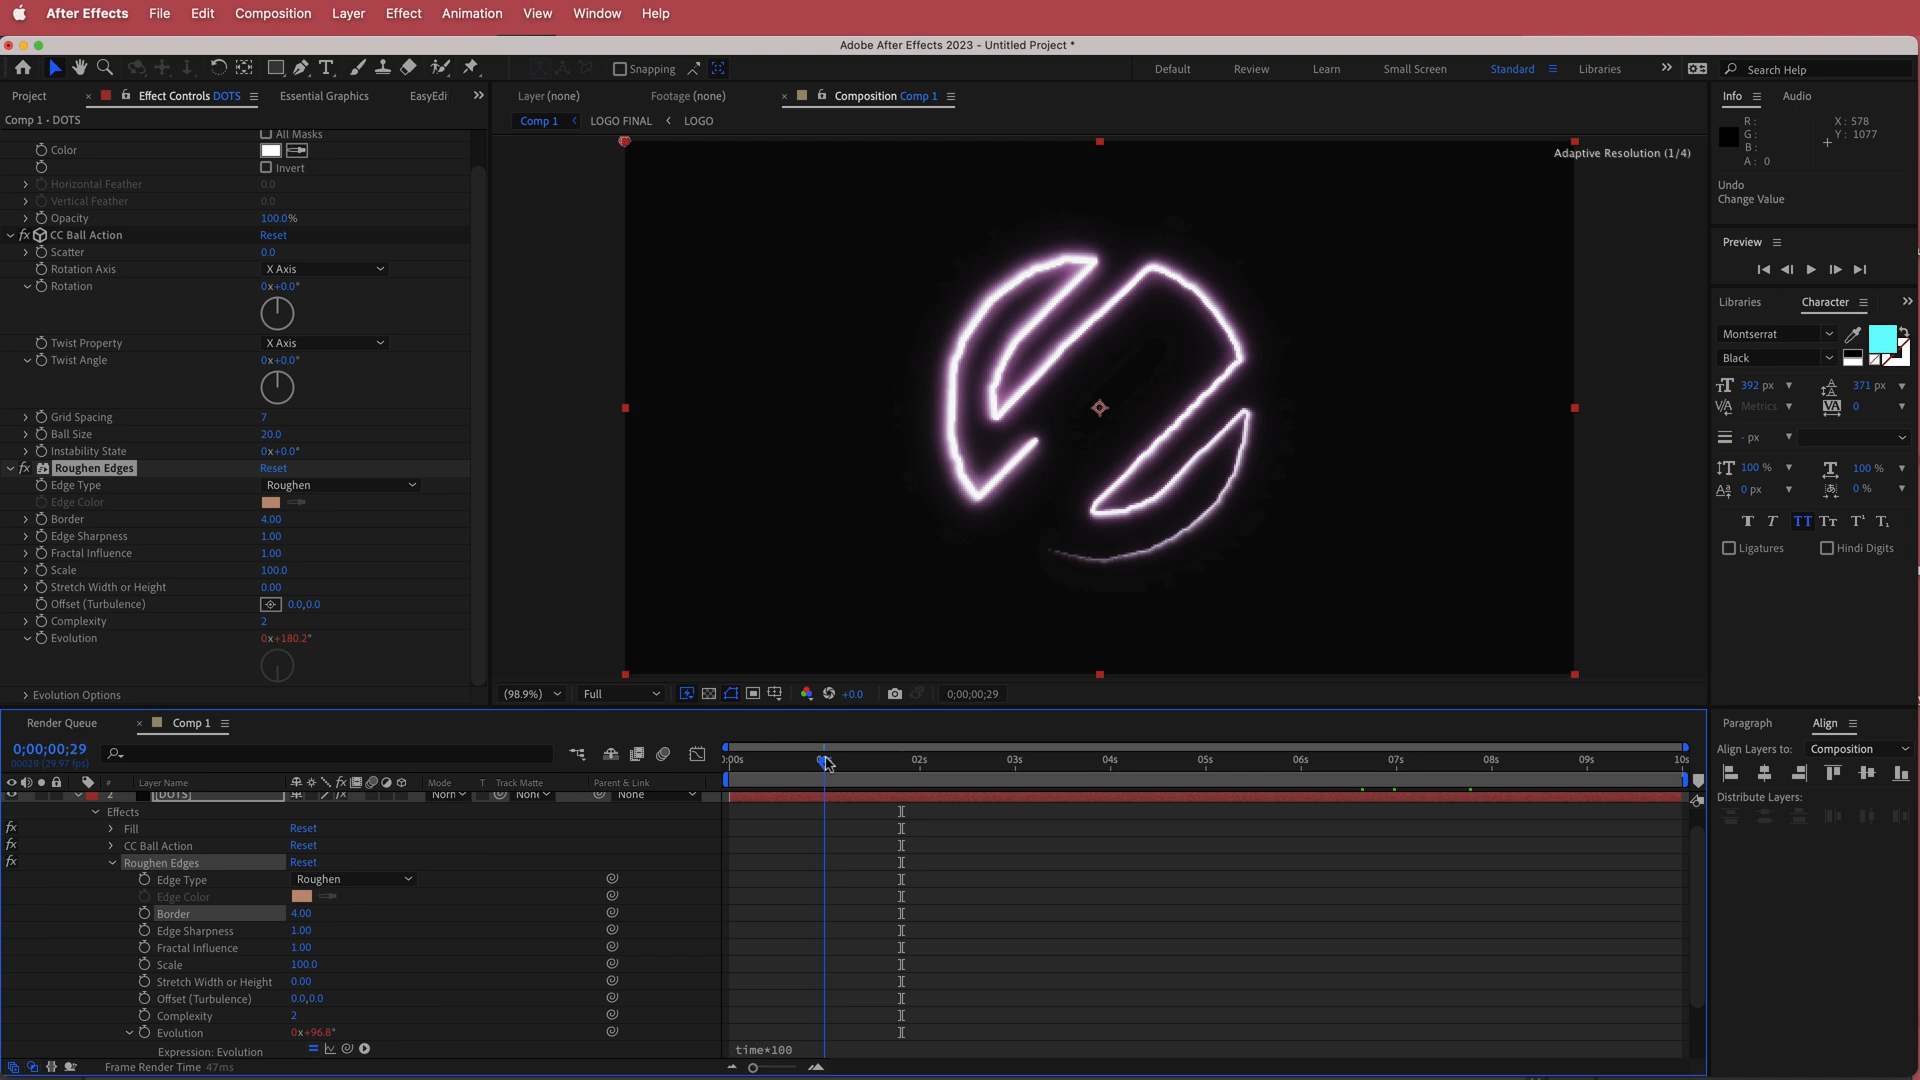 After Effects File Edit Composition Layer Effect Animation View Window Help
Adobe After Effects 2023 - Untitled Project *
Snapping
Default Review Learn Small Screen Standard Libraries
Search Help
Project Effect Controls DOTS Essential Graphics EasyEdi
Layer (none) Footage (none) Composition Comp 1
Info Audio
Comp 1 • DOTS
Comp 1 LOGO FINAL LOGO
Adaptive Resolution (1/4)
R:
G:
B:
A: 0
X: 578
Y: 1077
Undo
Change Value
All Masks
Color
Invert
Horizontal Feather 0.0
Vertical Feather 0.0
Opacity 100.0%
CC Ball Action Reset
Scatter 0.0
Rotation Axis X Axis
Rotation 0x+0.0°
Twist Property X Axis
Twist Angle 0x+0.0°
Grid Spacing 7
Ball Size 20.0
Instability State 0x+0.0°
Roughen Edges Reset
Edge Type Roughen
Edge Color
Border 4.00
Edge Sharpness 1.00
Fractal Influence 1.00
Scale 100.0
Stretch Width or Height 0.00
Offset (Turbulence) 0.0,0.0
Complexity 2
Evolution 0x+180.2°
Evolution Options
Preview
Libraries Character
Montserrat
Black
392 px 371 px
Metrics 0
- px
100 % 100 %
0 px 0 %
Ligatures Hindi Digits
(98.9%) Full +0.0 0;00;00;29
Render Queue Comp 1
Paragraph Align
Align Layers to: Composition
Distribute Layers:
0;00;00;29
00029 (29.97 fps)
0:00s 02s 03s 04s 05s 06s 07s 08s 09s 10s
# Layer Name Mode T Track Matte Parent & Link
2 [DOTS] None
Effects
Fill Reset
CC Ball Action Reset
Roughen Edges Reset
Edge Type Roughen
Edge Color
Border 4.00
Edge Sharpness 1.00
Fractal Influence 1.00
Scale 100.0
Stretch Width or Height 0.00
Offset (Turbulence) 0.0,0.0
Complexity 2
Evolution 0x+96.8°
Expression: Evolution time*100
Frame Render Time 47ms